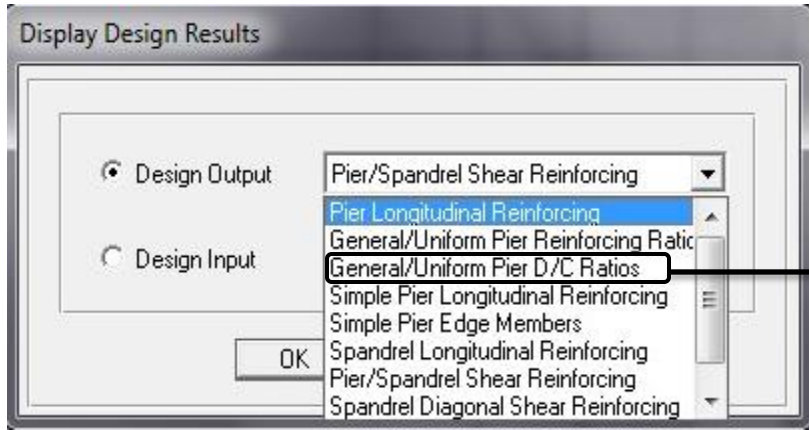 Display Design Results
Design Output
Pier/Spandrel Shear Reinforcing
Pier Longitudinal Reinforcing
General/Uniform Pier Reinforcing Ratic
Design Input
General/Uniform Pier D/C Ratios
Simple Pier Longitudinal Reinforcing
Simple Pier Edge Members
OK
Spandrel Longitudinal Reinforcing
Pier/Spandrel Shear Reinforcing
Spandrel Diagonal Shear Reinforcing